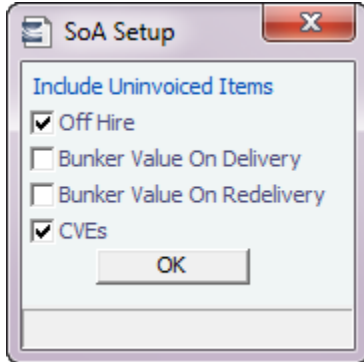 SoA Setup
Include Uninvoiced Items
Off Hire
Bunker Value On Delivery
Bunker Value On Redelivery
CVEs
OK